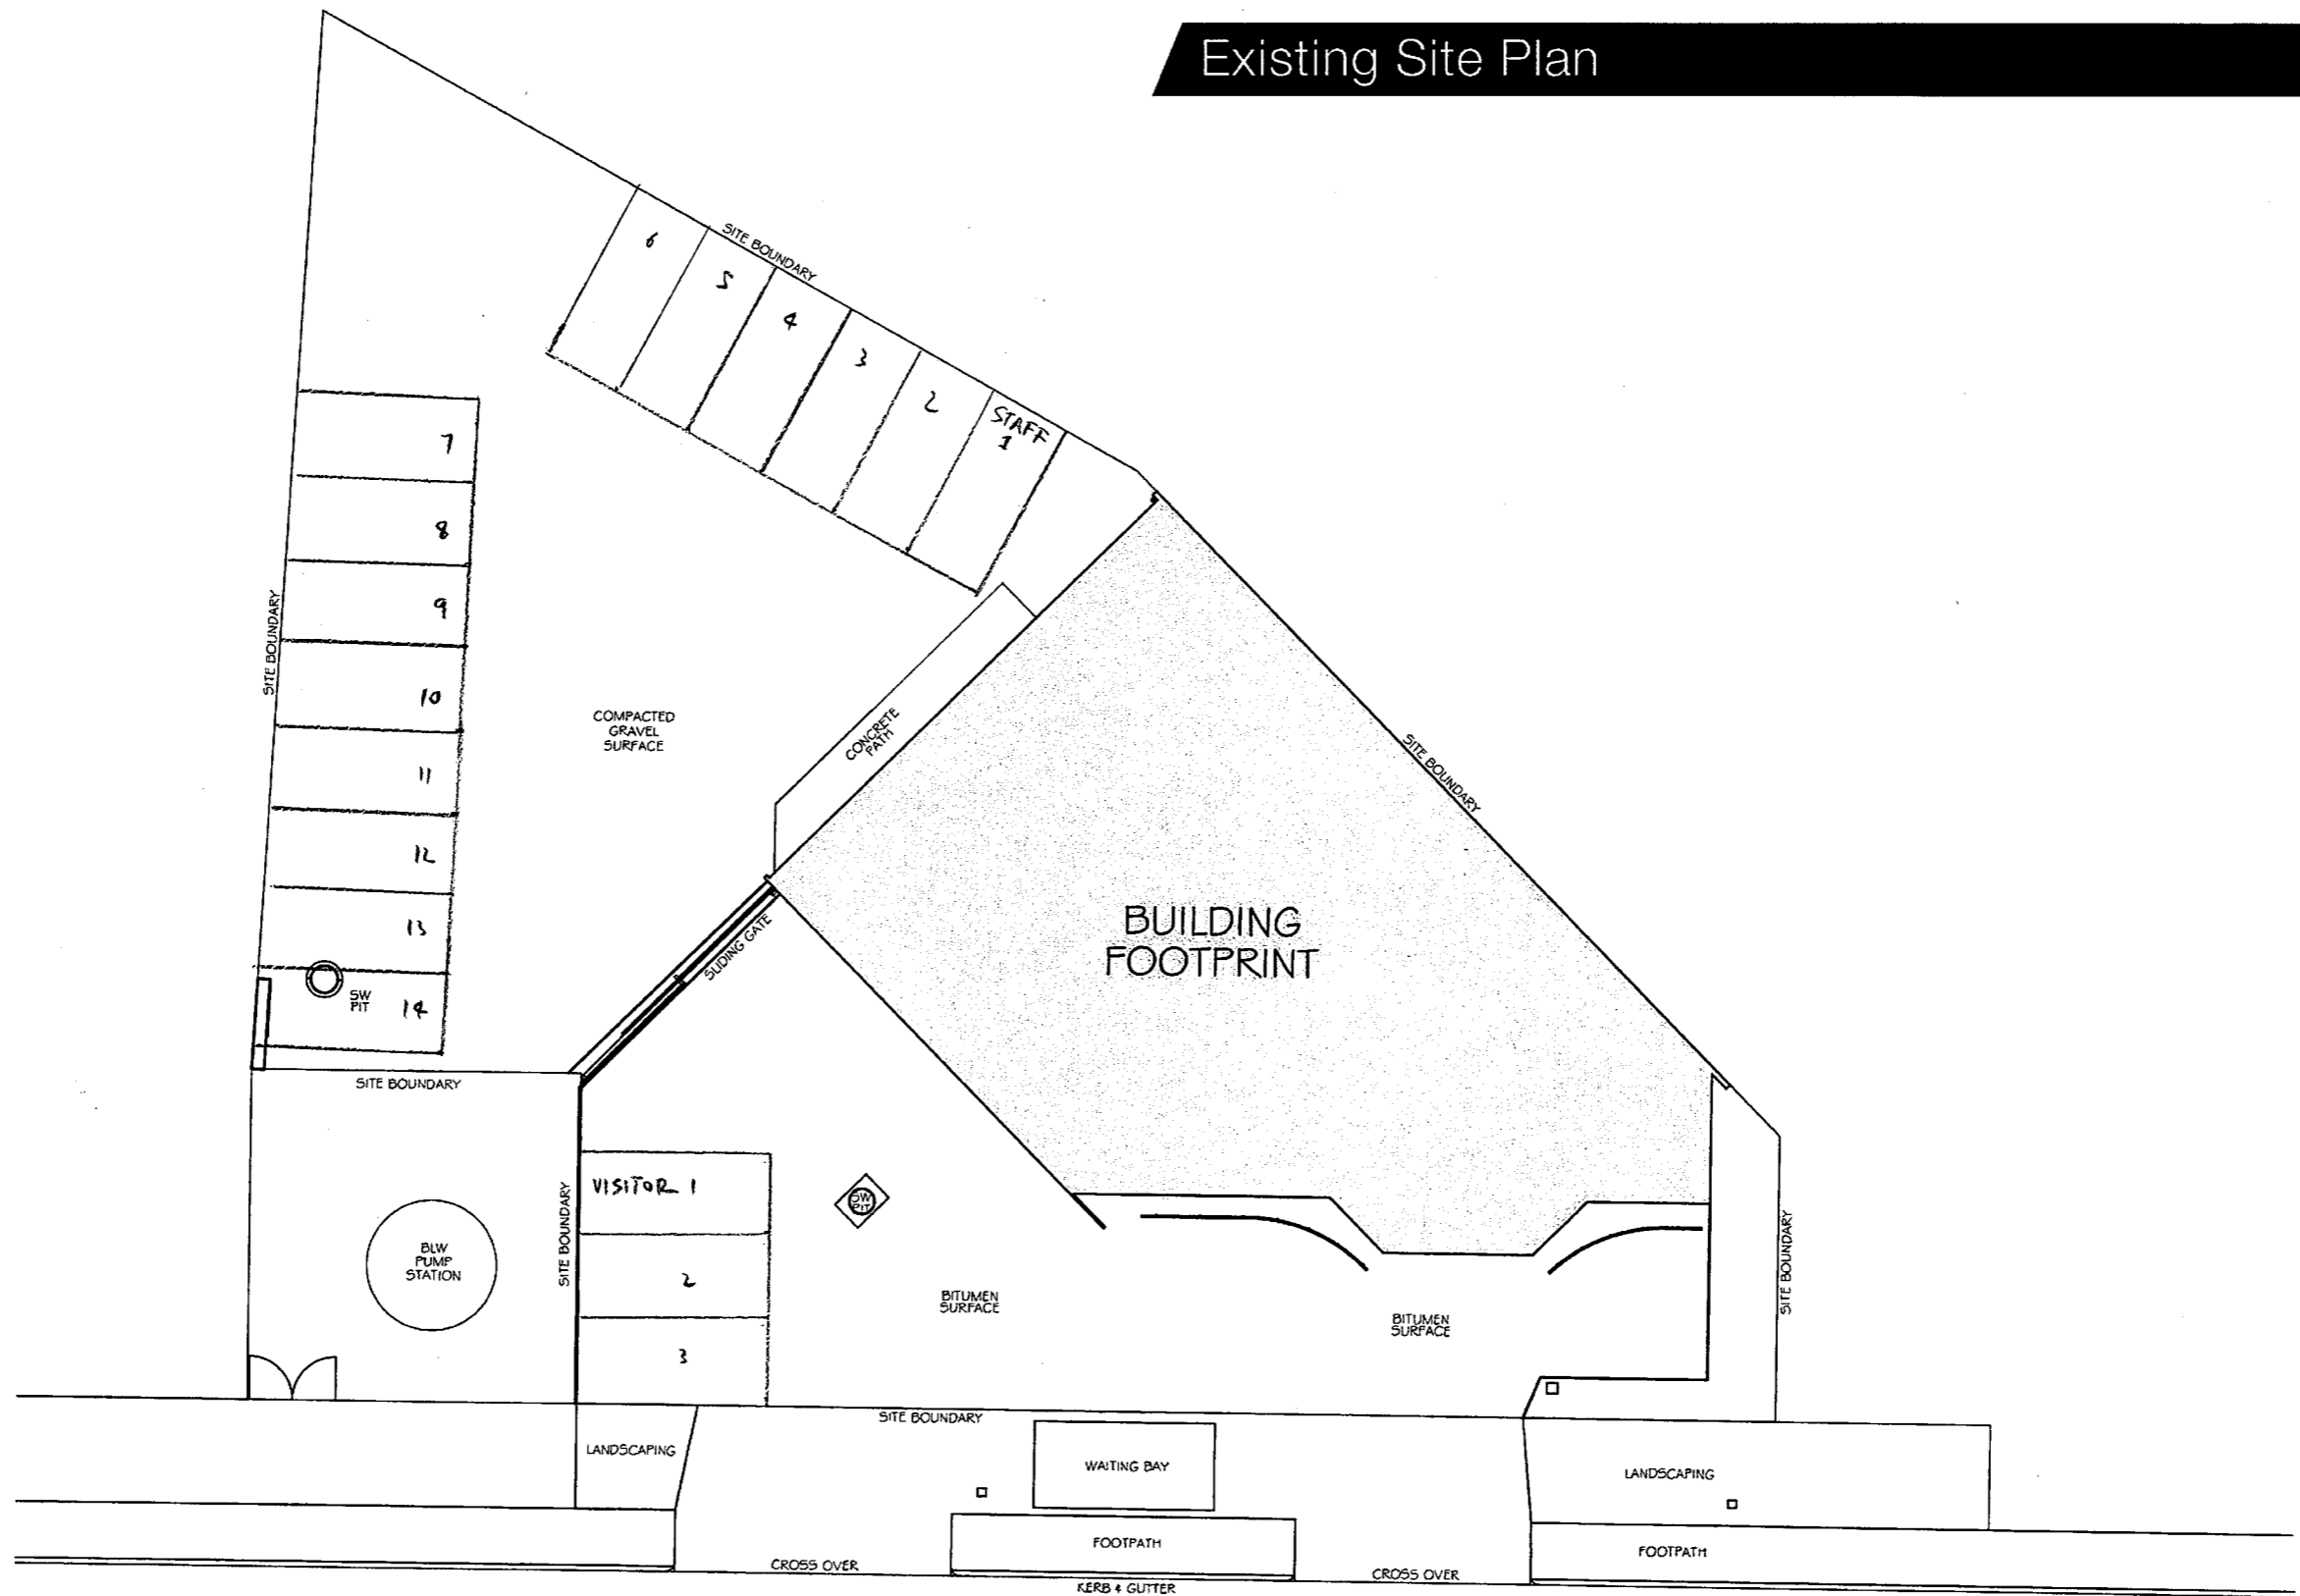 Existing Site Plan
6
5
4
3
2
STAFF
1
SITE BOUNDARY
7
8
9
10
11
12
13
14
SITE BOUNDARY
SW
PIT
COMPACTED
GRAVEL
SURFACE
CONCRETE
PATH
SLIDING GATE
SITE BOUNDARY
BUILDING
FOOTPRINT
SITE BOUNDARY
BLW
PUMP
STATION
SITE BOUNDARY
VISITOR 1
2
3
SW
PIT
BITUMEN
SURFACE
BITUMEN
SURFACE
SITE BOUNDARY
SITE BOUNDARY
LANDSCAPING
WAITING BAY
LANDSCAPING
FOOTPATH
FOOTPATH
CROSS OVER
CROSS OVER
KERB & GUTTER